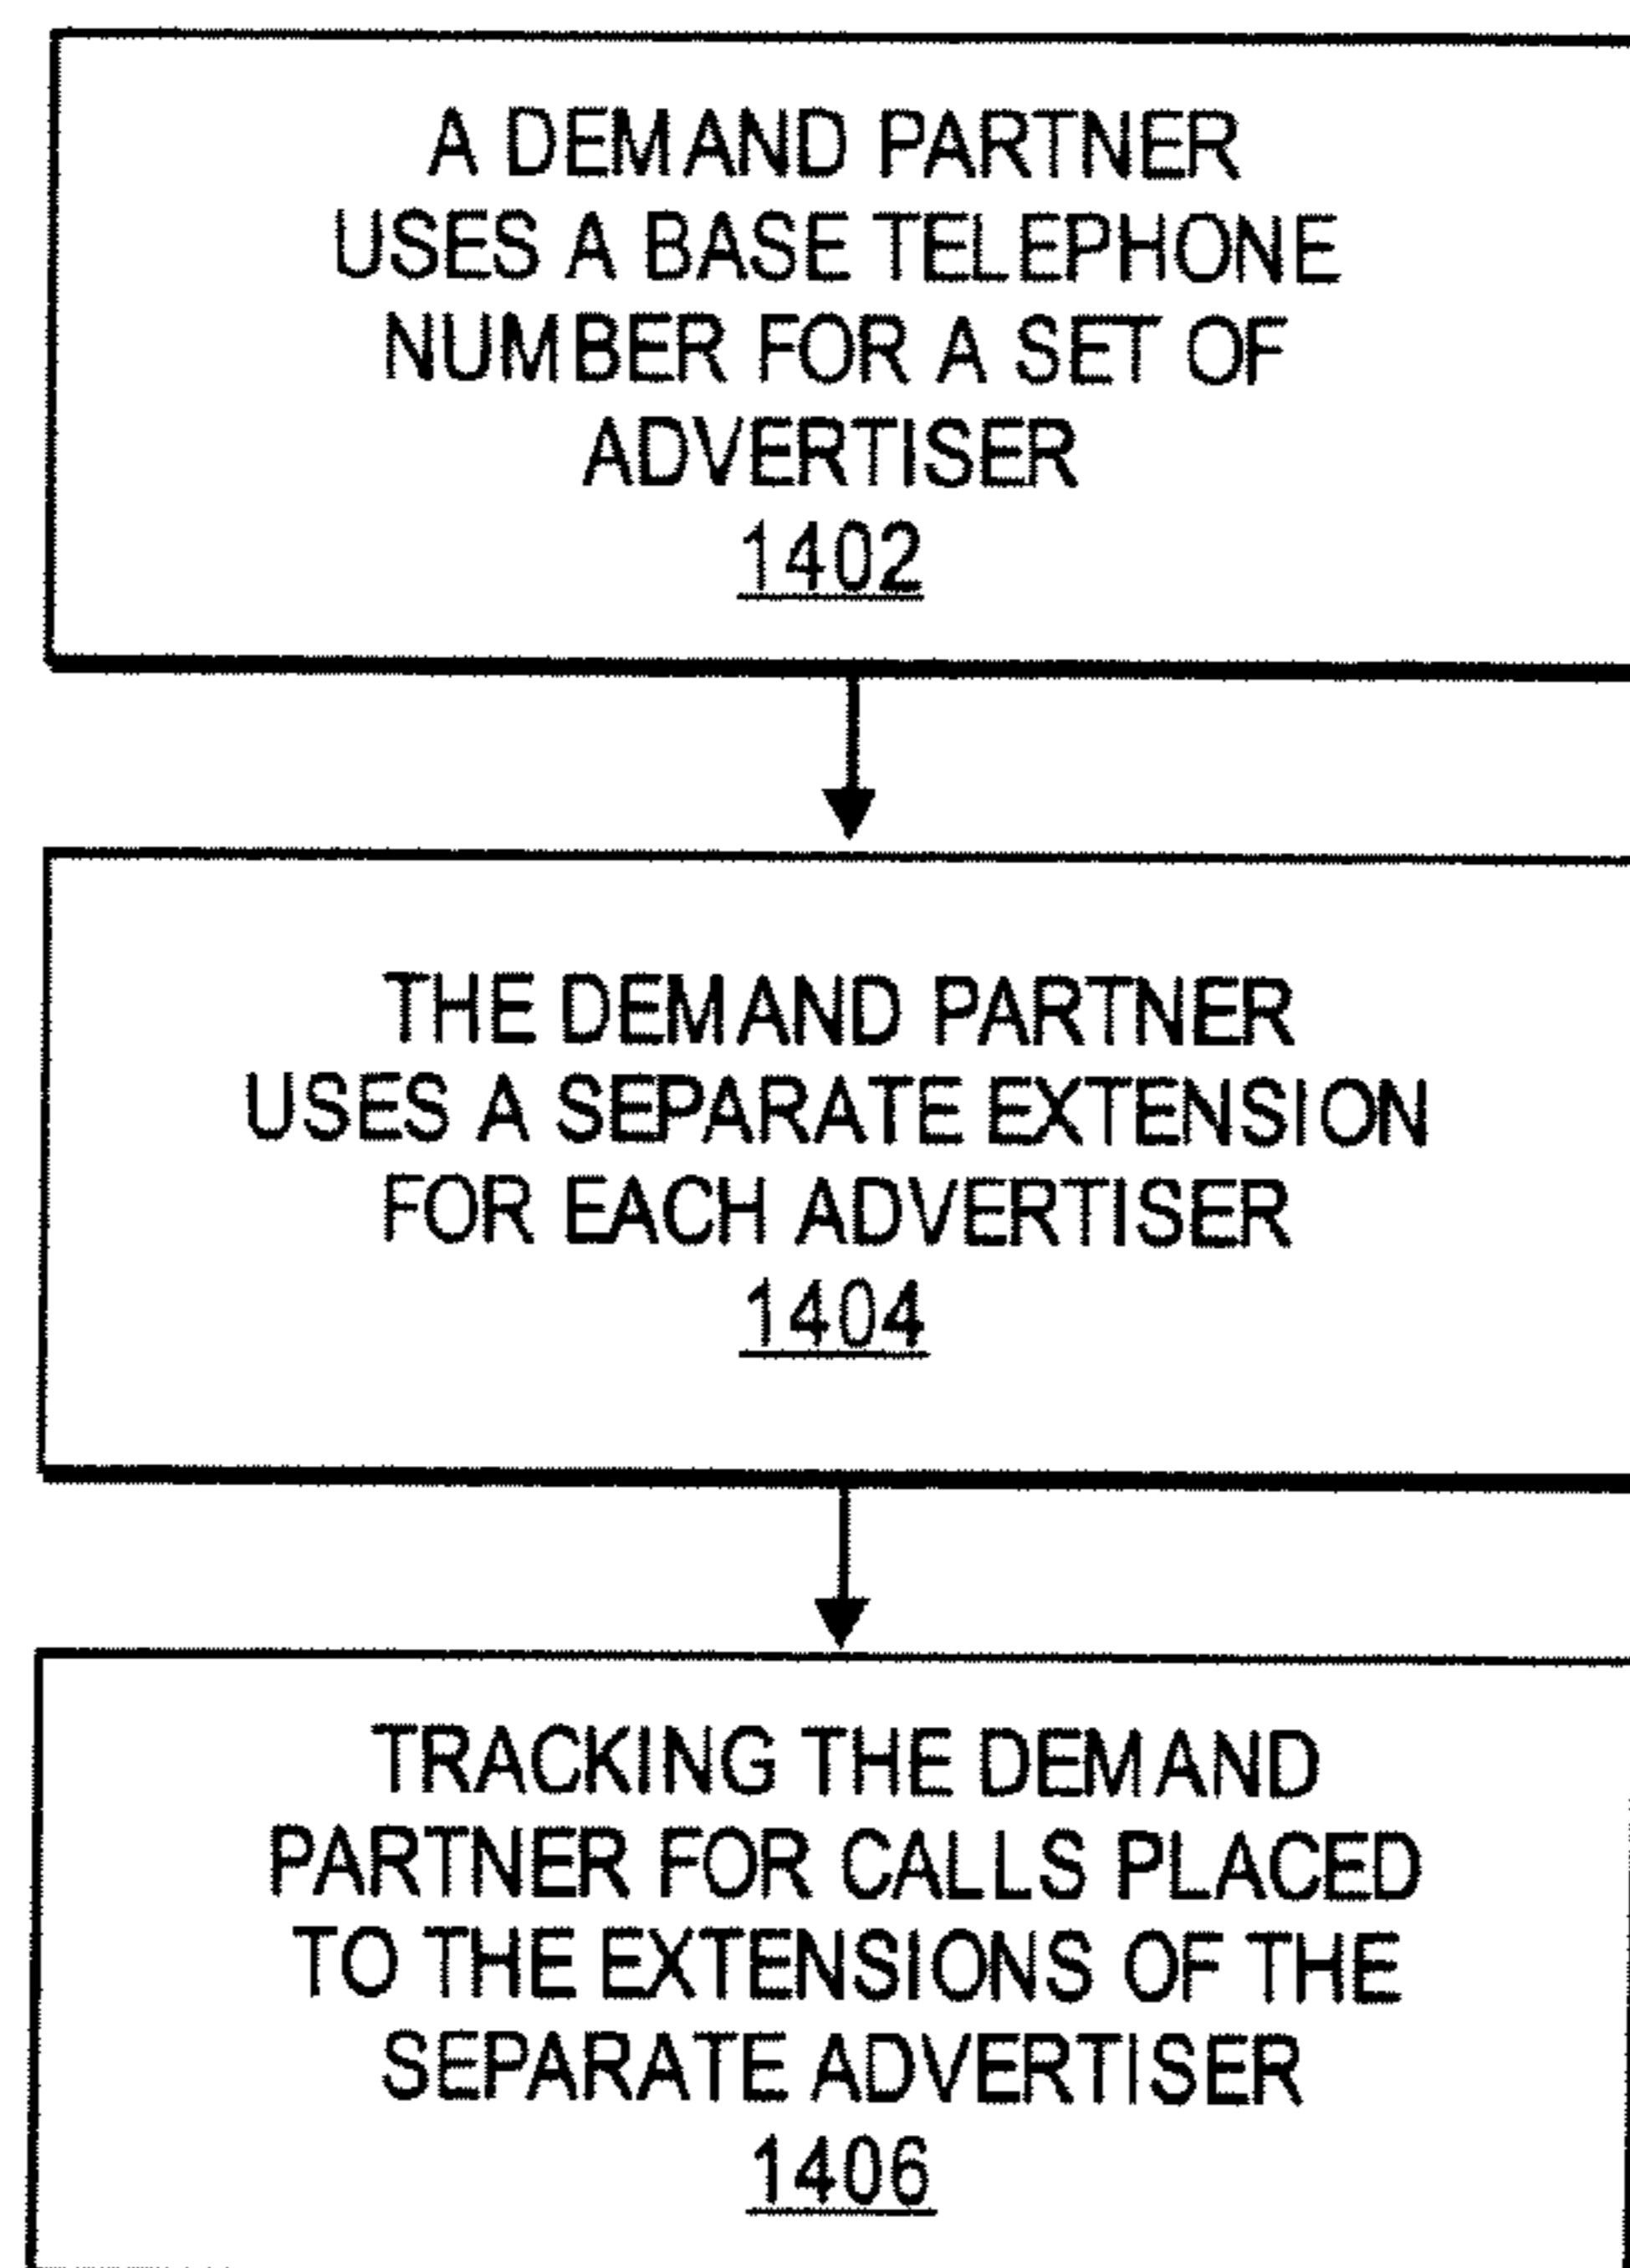 A DEMAND PARTNER
USES A BASE TELEPHONE
NUMBER FOR A SET OF
ADVERTISER
1402
THE DEMAND PARTNER
USES A SEPARATE EXTENSION
FOR EACH ADVERTISER
1404
TRACKING THE DEMAND
PARTNER FOR CALLS PLACED
TO THE EXTENSIONS OF THE
SEPARATE ADVERTISER
1406